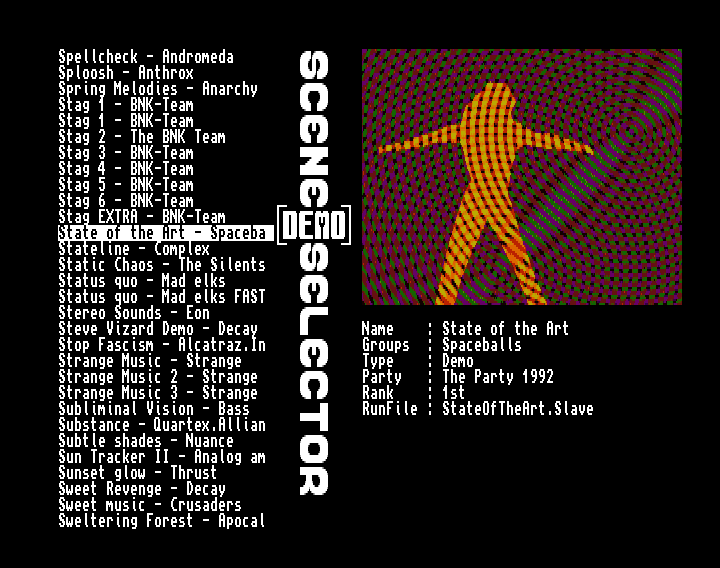 Spellcheck - Andromeda
Sploosh - Anthrox
Spring Melodies - Anarchy
Stag 1 - BNK-Team
Stag 1 - BNK-Team
Stag 2 - The BNK Team
Stag 3 - BNK-Team
Stag 4 - BNK-Team
Stag 5 - BNK-Team
Stag 6 - BNK-Team
Stag EXTRA - BNK-Team
State of the Art - Spaceba
Stateline - Complex
Static Chaos - The Silents
Status quo - Mad elks
Status quo - Mad elks FAST
Stereo Sounds - Eon
Steve Vizard Demo - Decay
Stop Fascism - Alcatraz.In
Strange Music - Strange
Strange Music 2 - Strange
Strange Music 3 - Strange
Subliminal Vision - Bass
Substance - Quartex.Allian
Subtle shades - Nuance
Sun Tracker II - Analog am
Sunset glow - Thrust
Sweet Revenge - Decay
Sweet music - Crusaders
Sweltering Forest - Apocal
SCENE
[DEMO]
SELECTOR
Name : State of the Art
Groups : Spaceballs
Type : Demo
Party : The Party 1992
Rank : 1st
RunFile : StateOfTheArt.Slave